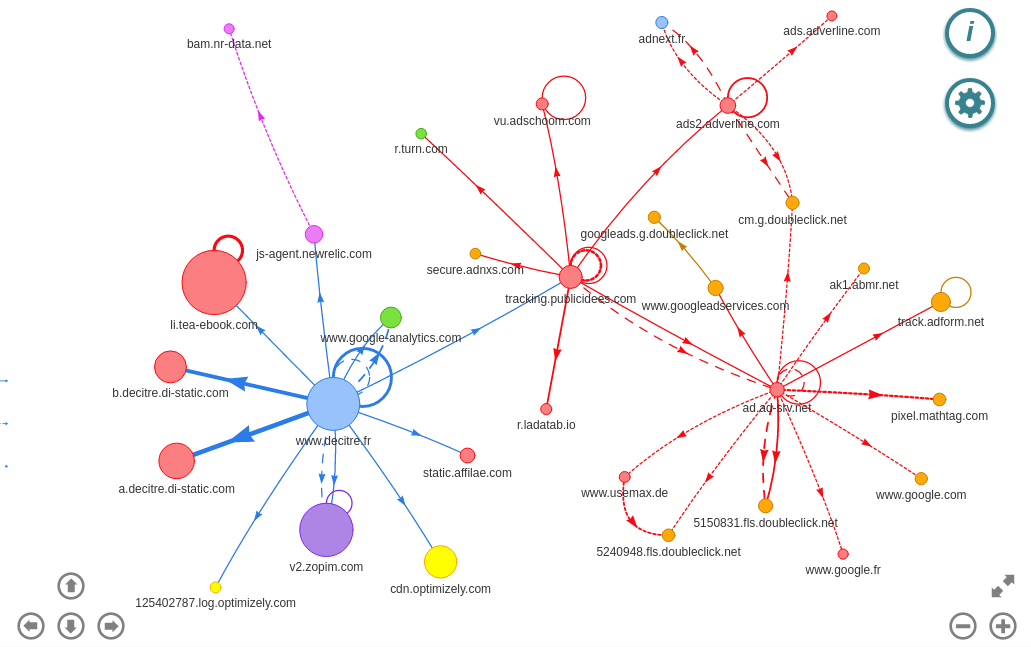 ads.adverline.com
adnext.fr
bam.nr-data.net
i
vu.adschoom.com
ads2.adverline.com
r.turn.com
cm.g.doubleclick.net
googleads.g.doubleclick.net
js-agent.newrelic.com
secure.adnxs.com
ak1.abmr.net
tracking.publicidees.com
www.googleadservices.com
li.tea-ebook.com
track.adform.net
www.google-analytics.com
b.decitre.di-static.com
ad.ad-srv.net
pixel.mathtag.com
r.ladatab.io
www.decitre.fr
static.affilae.com
a.decitre.di-static.com
www.usemax.de
www.google.com
5150831.fls.doubleclick.net
5240948.fls.doubleclick.net
v2.zopim.com
www.google.fr
cdn.optimizely.com
125402787.log.optimizely.com